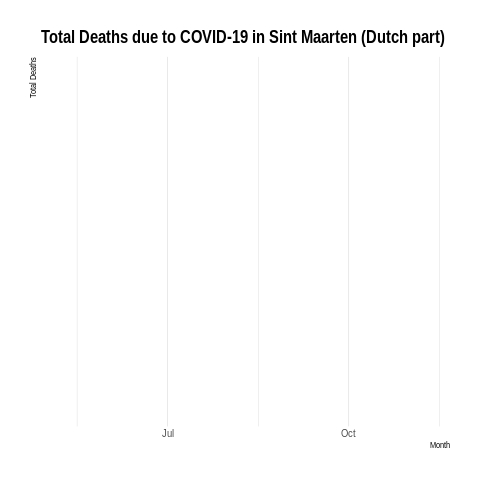 Total Deaths due to COVID-19 in Sint Maarten (Dutch part)
Total Deaths
Jul
Oct
Month